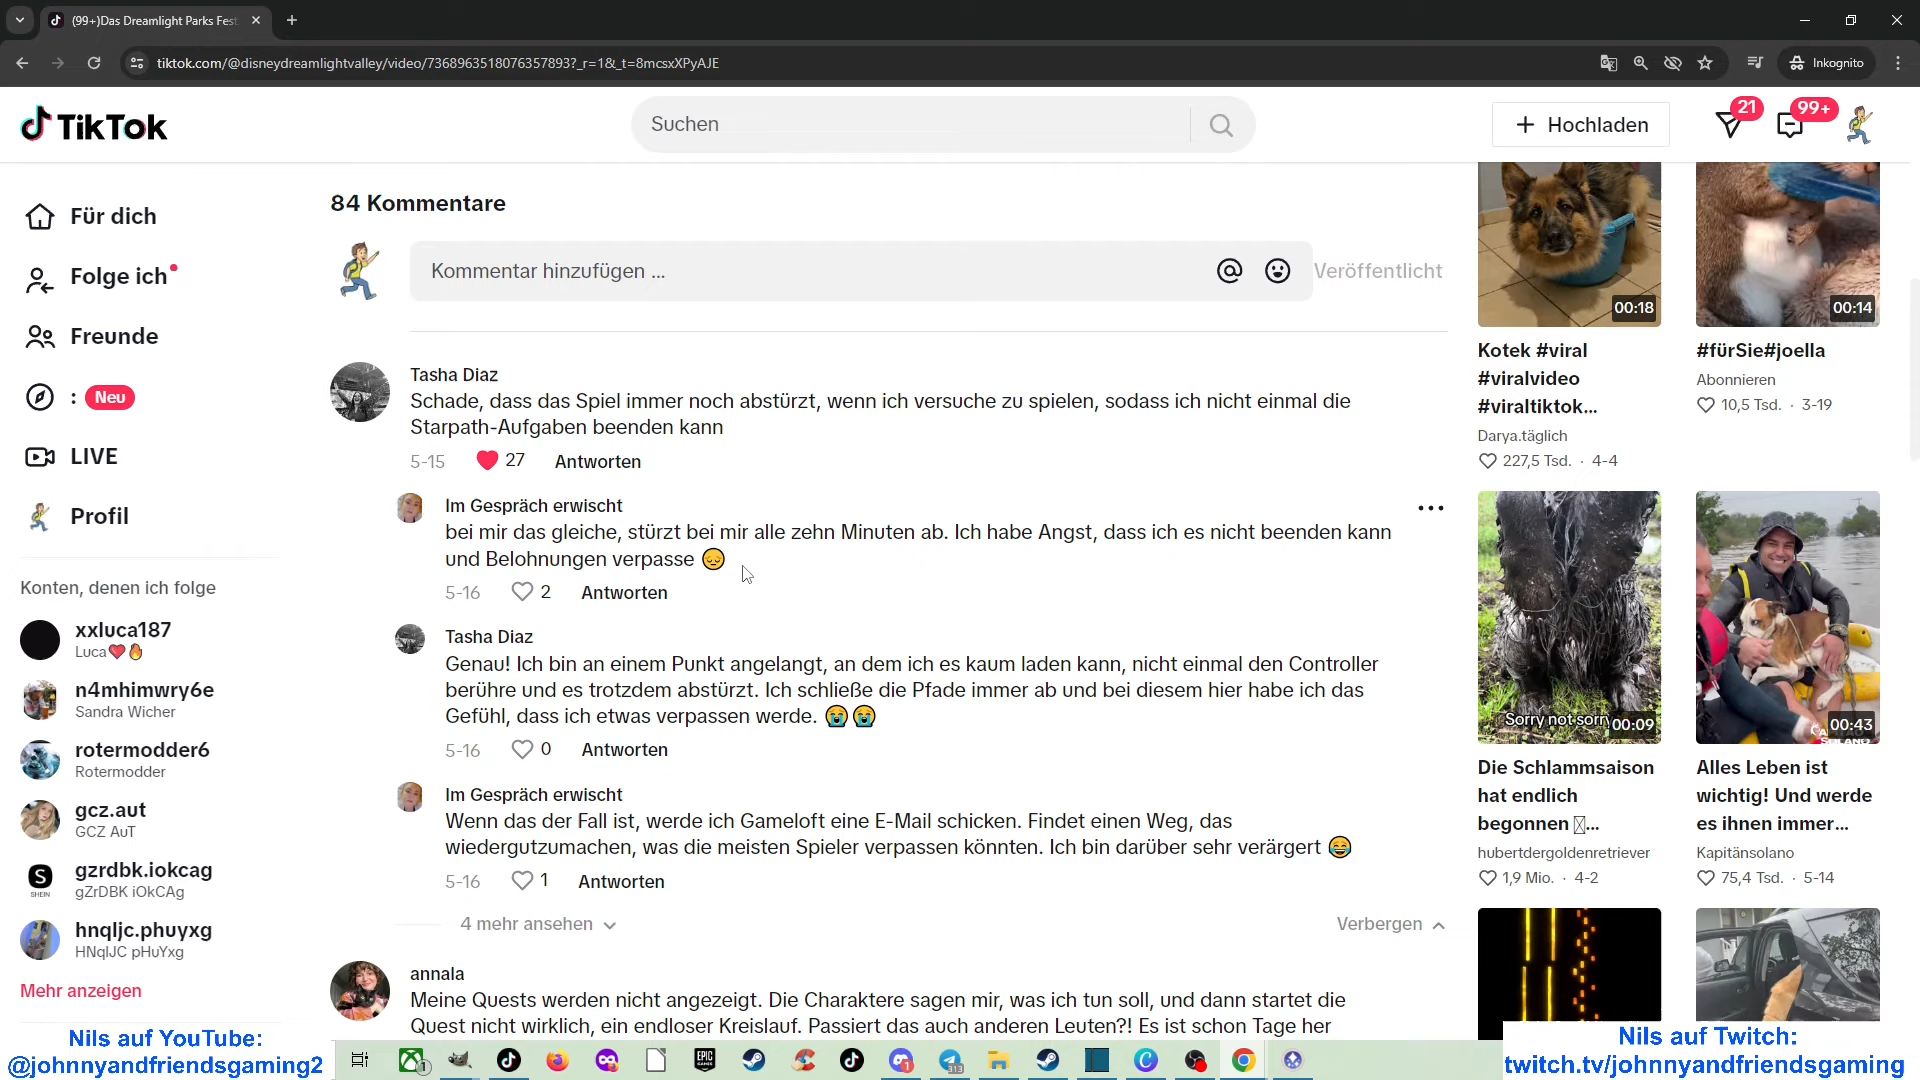 (99+)Das Dreamlight Parks Fest
tiktok.com/@disneydreamlightvalley/video/7368963518076357893?_r=1&_t=8mcsxXPyAJE
Inkognito
TikTok
Suchen
Hochladen
21
99+
Für dich
Folge ich
Freunde
: Neu
LIVE
Profil
Konten, denen ich folge
xxluca187
Luca❤️🔥
n4mhimwry6e
Sandra Wicher
rotermodder6
Rotermodder
gcz.aut
GCZ AuT
gzrdbk.iokcag
gZrDBK iOkCAg
S
SHEIN
hnqljc.phuyxg
HNqlJC pHuYxg
Mehr anzeigen
84 Kommentare
Kommentar hinzufügen ...
Veröffentlicht
Tasha Diaz
Schade, dass das Spiel immer noch abstürzt, wenn ich versuche zu spielen, sodass ich nicht einmal die
Starpath-Aufgaben beenden kann
5-15 27 Antworten
Im Gespräch erwischt
bei mir das gleiche, stürzt bei mir alle zehn Minuten ab. Ich habe Angst, dass ich es nicht beenden kann
und Belohnungen verpasse 😔
5-16 2 Antworten
Tasha Diaz
Genau! Ich bin an einem Punkt angelangt, an dem ich es kaum laden kann, nicht einmal den Controller
berühre und es trotzdem abstürzt. Ich schließe die Pfade immer ab und bei diesem hier habe ich das
Gefühl, dass ich etwas verpassen werde. 😭😭
5-16 0 Antworten
Im Gespräch erwischt
Wenn das der Fall ist, werde ich Gameloft eine E-Mail schicken. Findet einen Weg, das
wiedergutzumachen, was die meisten Spieler verpassen könnten. Ich bin darüber sehr verärgert 😂
5-16 1 Antworten
4 mehr ansehen
Verbergen
annala
Meine Quests werden nicht angezeigt. Die Charaktere sagen mir, was ich tun soll, und dann startet die
Quest nicht wirklich, ein endloser Kreislauf. Passiert das auch anderen Leuten?! Es ist schon Tage her
00:18
Kotek #viral
#viralvideo
#viraltiktok...
Darya.täglich
227,5 Tsd. · 4-4
00:14
#fürSie#joella
Abonnieren
10,5 Tsd. · 3-19
Sorry not sorry
00:09
Die Schlammsaison
hat endlich
begonnen ...
hubertdergoldenretriever
1,9 Mio. · 4-2
00:43
Alles Leben ist
wichtig! Und werde
es ihnen immer...
Kapitänsolano
75,4 Tsd. · 5-14
Nils auf YouTube:
@johnnyandfriendsgaming2
EPIC
GAMES
313
Nils auf Twitch:
twitch.tv/johnnyandfriendsgaming